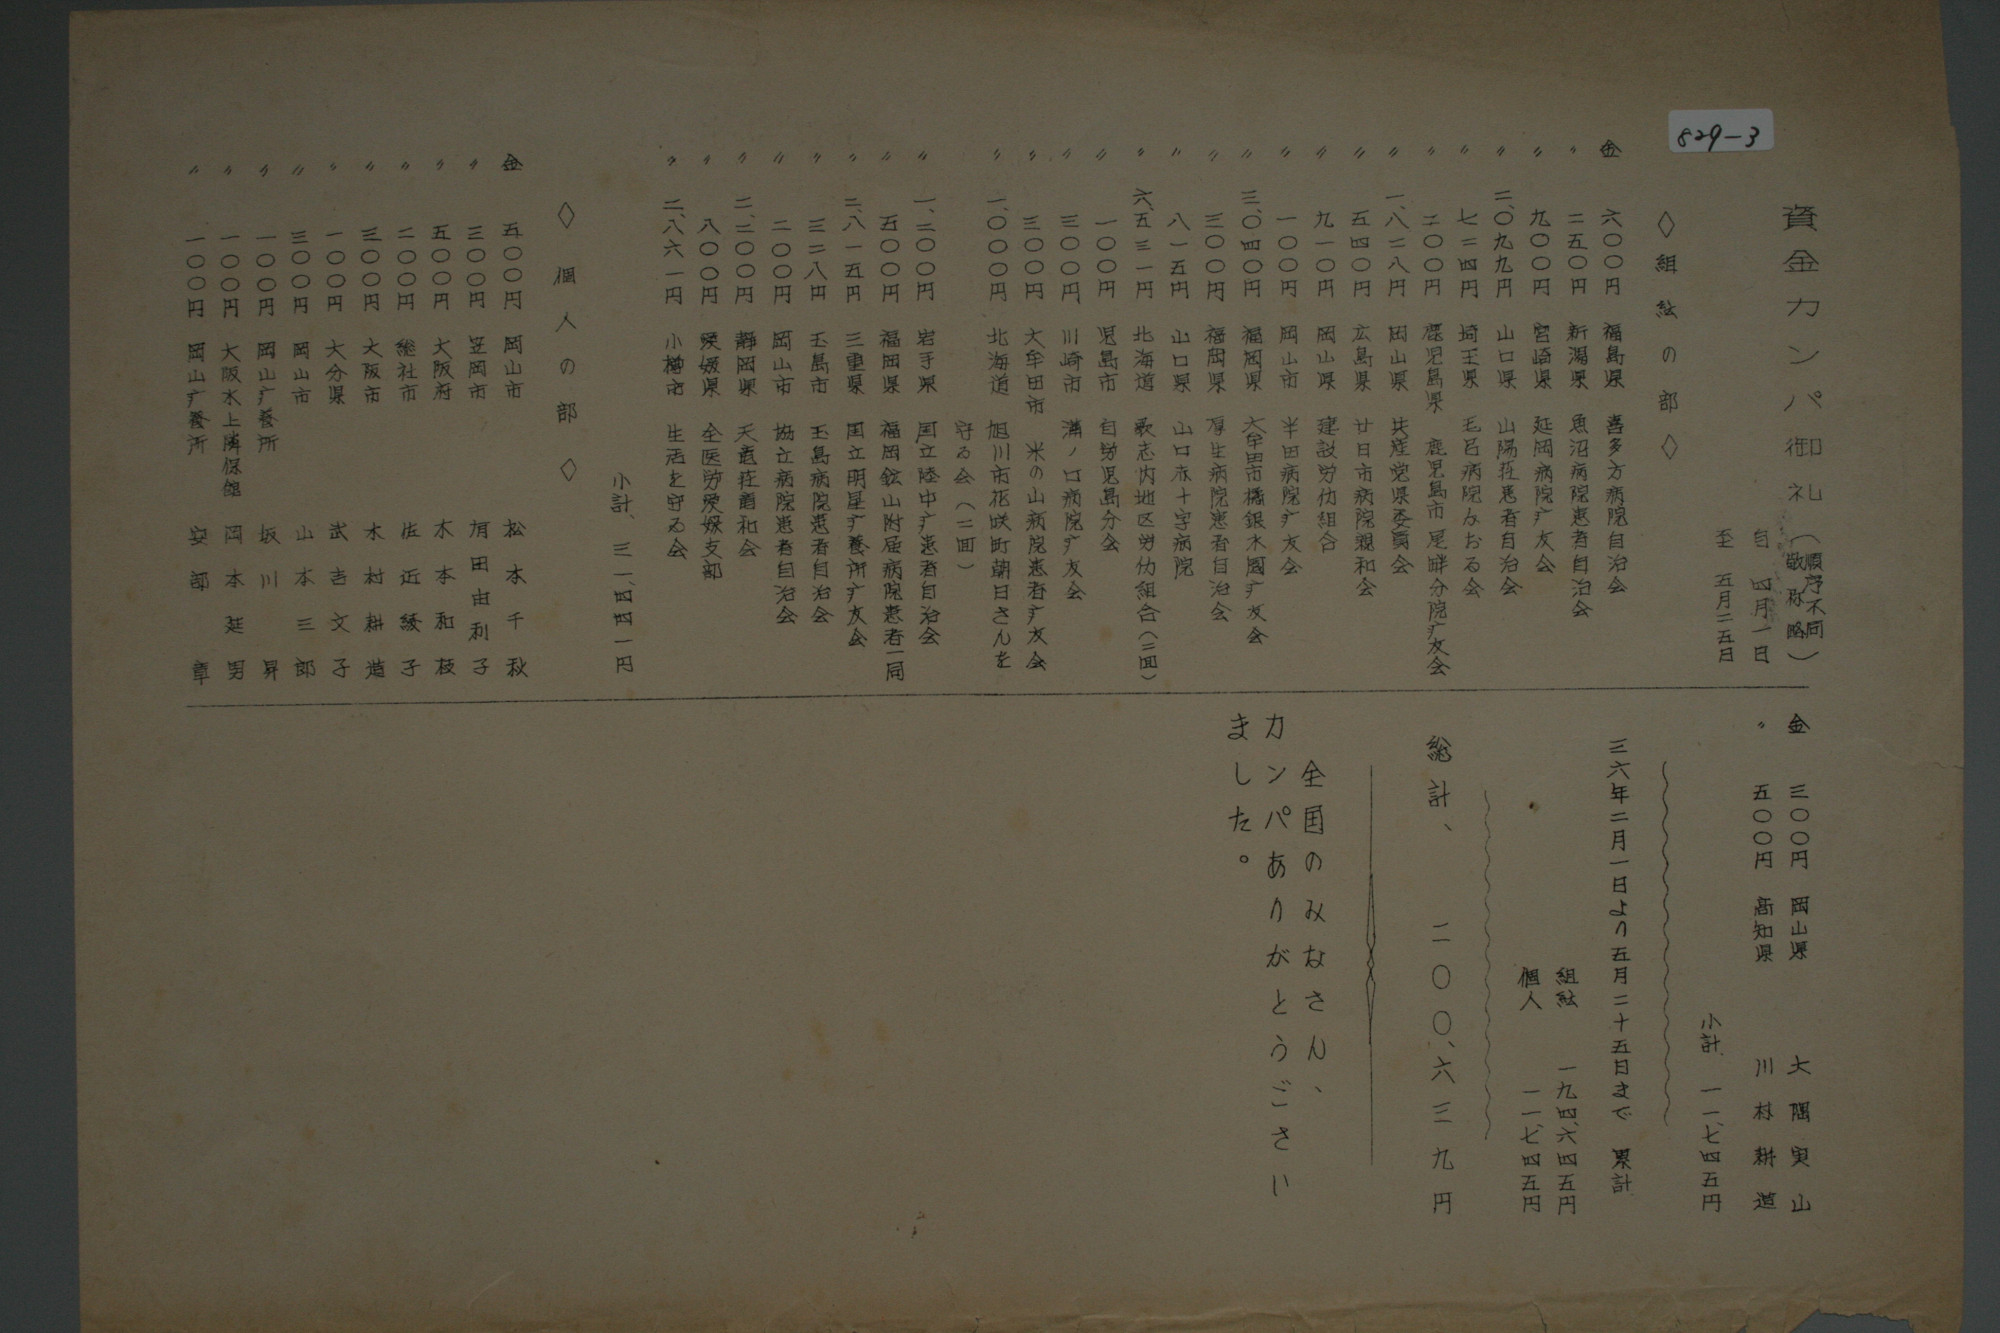 829-3
資金カンパ御礼（順序不同 敬称略）
自 四月一日
至 五月二五日
◇組紘の部◇
金 六〇〇円 福島県 喜多方病院自治会
〃 二五〇円 新潟県 魚沼病院患者自治会
〃 九〇〇円 宮崎県 延岡病院疒友会
〃 二、〇九九円 山口県 山陽荘患者自治会
〃 七二四円 埼玉県 毛呂病院なおる会
〃 二〇〇円 鹿児島県 鹿児島市尾畔分院疒友会
〃 一、八二八円 岡山県 共産党県委員会
〃 五四〇円 広島県 廿日市病院親和会
〃 九一〇円 岡山県 建設労仂組合
〃 一〇〇円 岡山市 半田病院疒友会
〃 三、〇四〇円 福岡県 大牟田市橘銀水園疒友会
〃 三〇〇円 福岡県 厚生病院患者自治会
〃 八一五円 山口県 山口赤十字病院
〃 六、五三一円 北海道 歌志内地区労仂組合（二回）
〃 一〇〇円 児島市 自労児島分会
〃 三〇〇円 川崎市 溝ノ口病院疒友会
〃 三〇〇円 大牟田市 米の山病院患者疒友会
〃 一、〇〇〇円 北海道 旭川市花咲町朝日さんを
守る会（二回）
〃 一、二〇〇円 岩手県 国立陸中疒患者自治会
〃 五〇〇円 福岡県 福岡鉱山附属病院患者一同
〃 二、八一五円 三重県 国立明星疒養所疒友会
〃 三二八円 玉島市 玉島病院患者自治会
〃 二〇〇円 岡山市 協立病院患者自治会
〃 二、二〇〇円 静岡県 天竜荘竜和会
〃 八〇〇円 愛媛県 全医労愛媛支部
〃 二、八六一円 小樽市 生活を守る会
小計、三一、四四一円
◇個人の部◇
金 五〇〇円 岡山市 松本千秋
〃 三〇〇円 笠岡市 有田由利子
〃 五〇〇円 大阪府 木本和枝
〃 二〇〇円 総社市 佐近綾子
〃 三〇〇円 大阪市 木村耕造
〃 一〇〇円 大分県 武吉文子
〃 三〇〇円 岡山市 山本三郎
〃 一〇〇円 岡山疒養所 坂川昇
〃 一〇〇円 大阪水上隣保館 岡本延男
〃 一〇〇円 岡山疒養所 安部章
金 三〇〇円 岡山県 大隅実山
〃 五〇〇円 高知県 川村耕道
小計、一一、七四五円
三六年二月一日より五月二十五日まで 累計
組紘 一九四、六四五円
個人 一一、七四五円
総計、二〇〇、六三九円
全国のみなさん、
カンパありがとうごさい
ました。